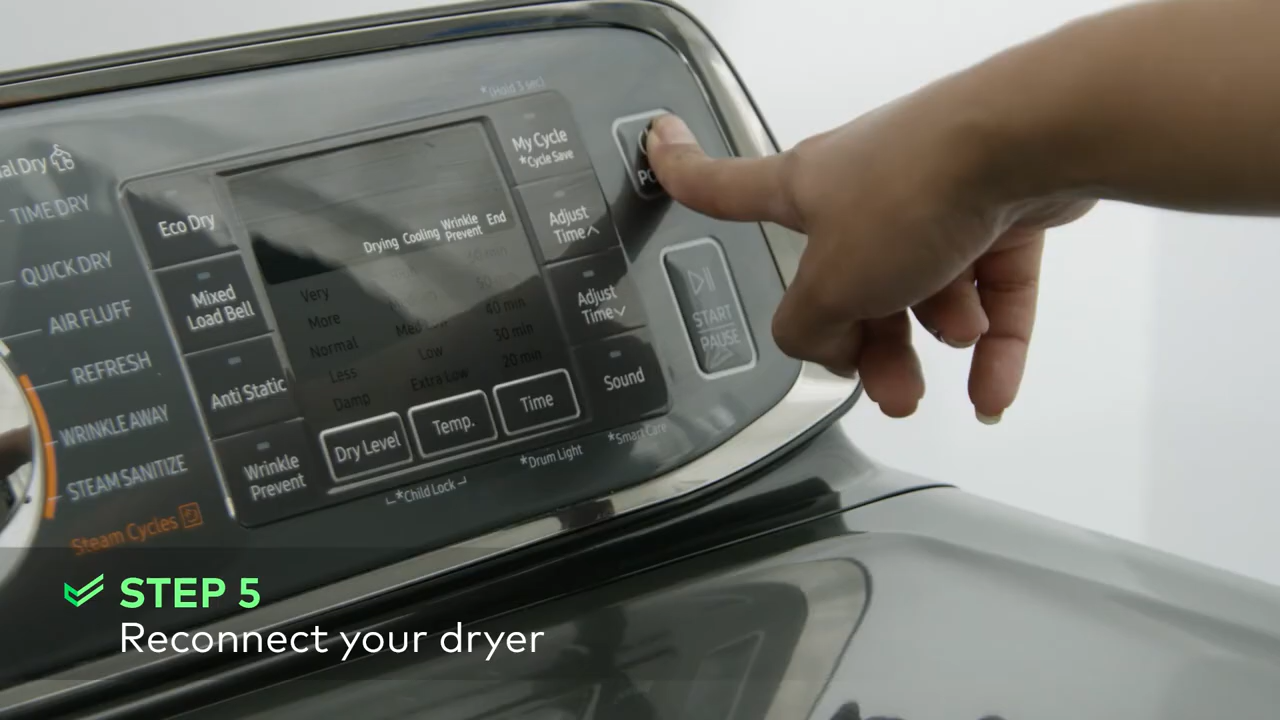 *(Hold 3 sec)
My Cycle
*Cycle Save
TIME DRY
QUICK DRY
AIR FLUFF
REFRESH
WRINKLE AWAY
STEAM SANITIZE
Steam Cycles
Eco Dry
Mixed
Load Bell
Anti Static
Wrinkle
Prevent
Drying Cooling Wrinkle Prevent End
Very
More
Normal
Less
Damp
Low
Extra Low
40 min
30 min
20 min
Dry Level
Temp.
Time
*Child Lock
*Drum Light
*Smart Care
Adjust
Time
Adjust
Time
Sound
START
PAUSE
STEP 5
Reconnect your dryer